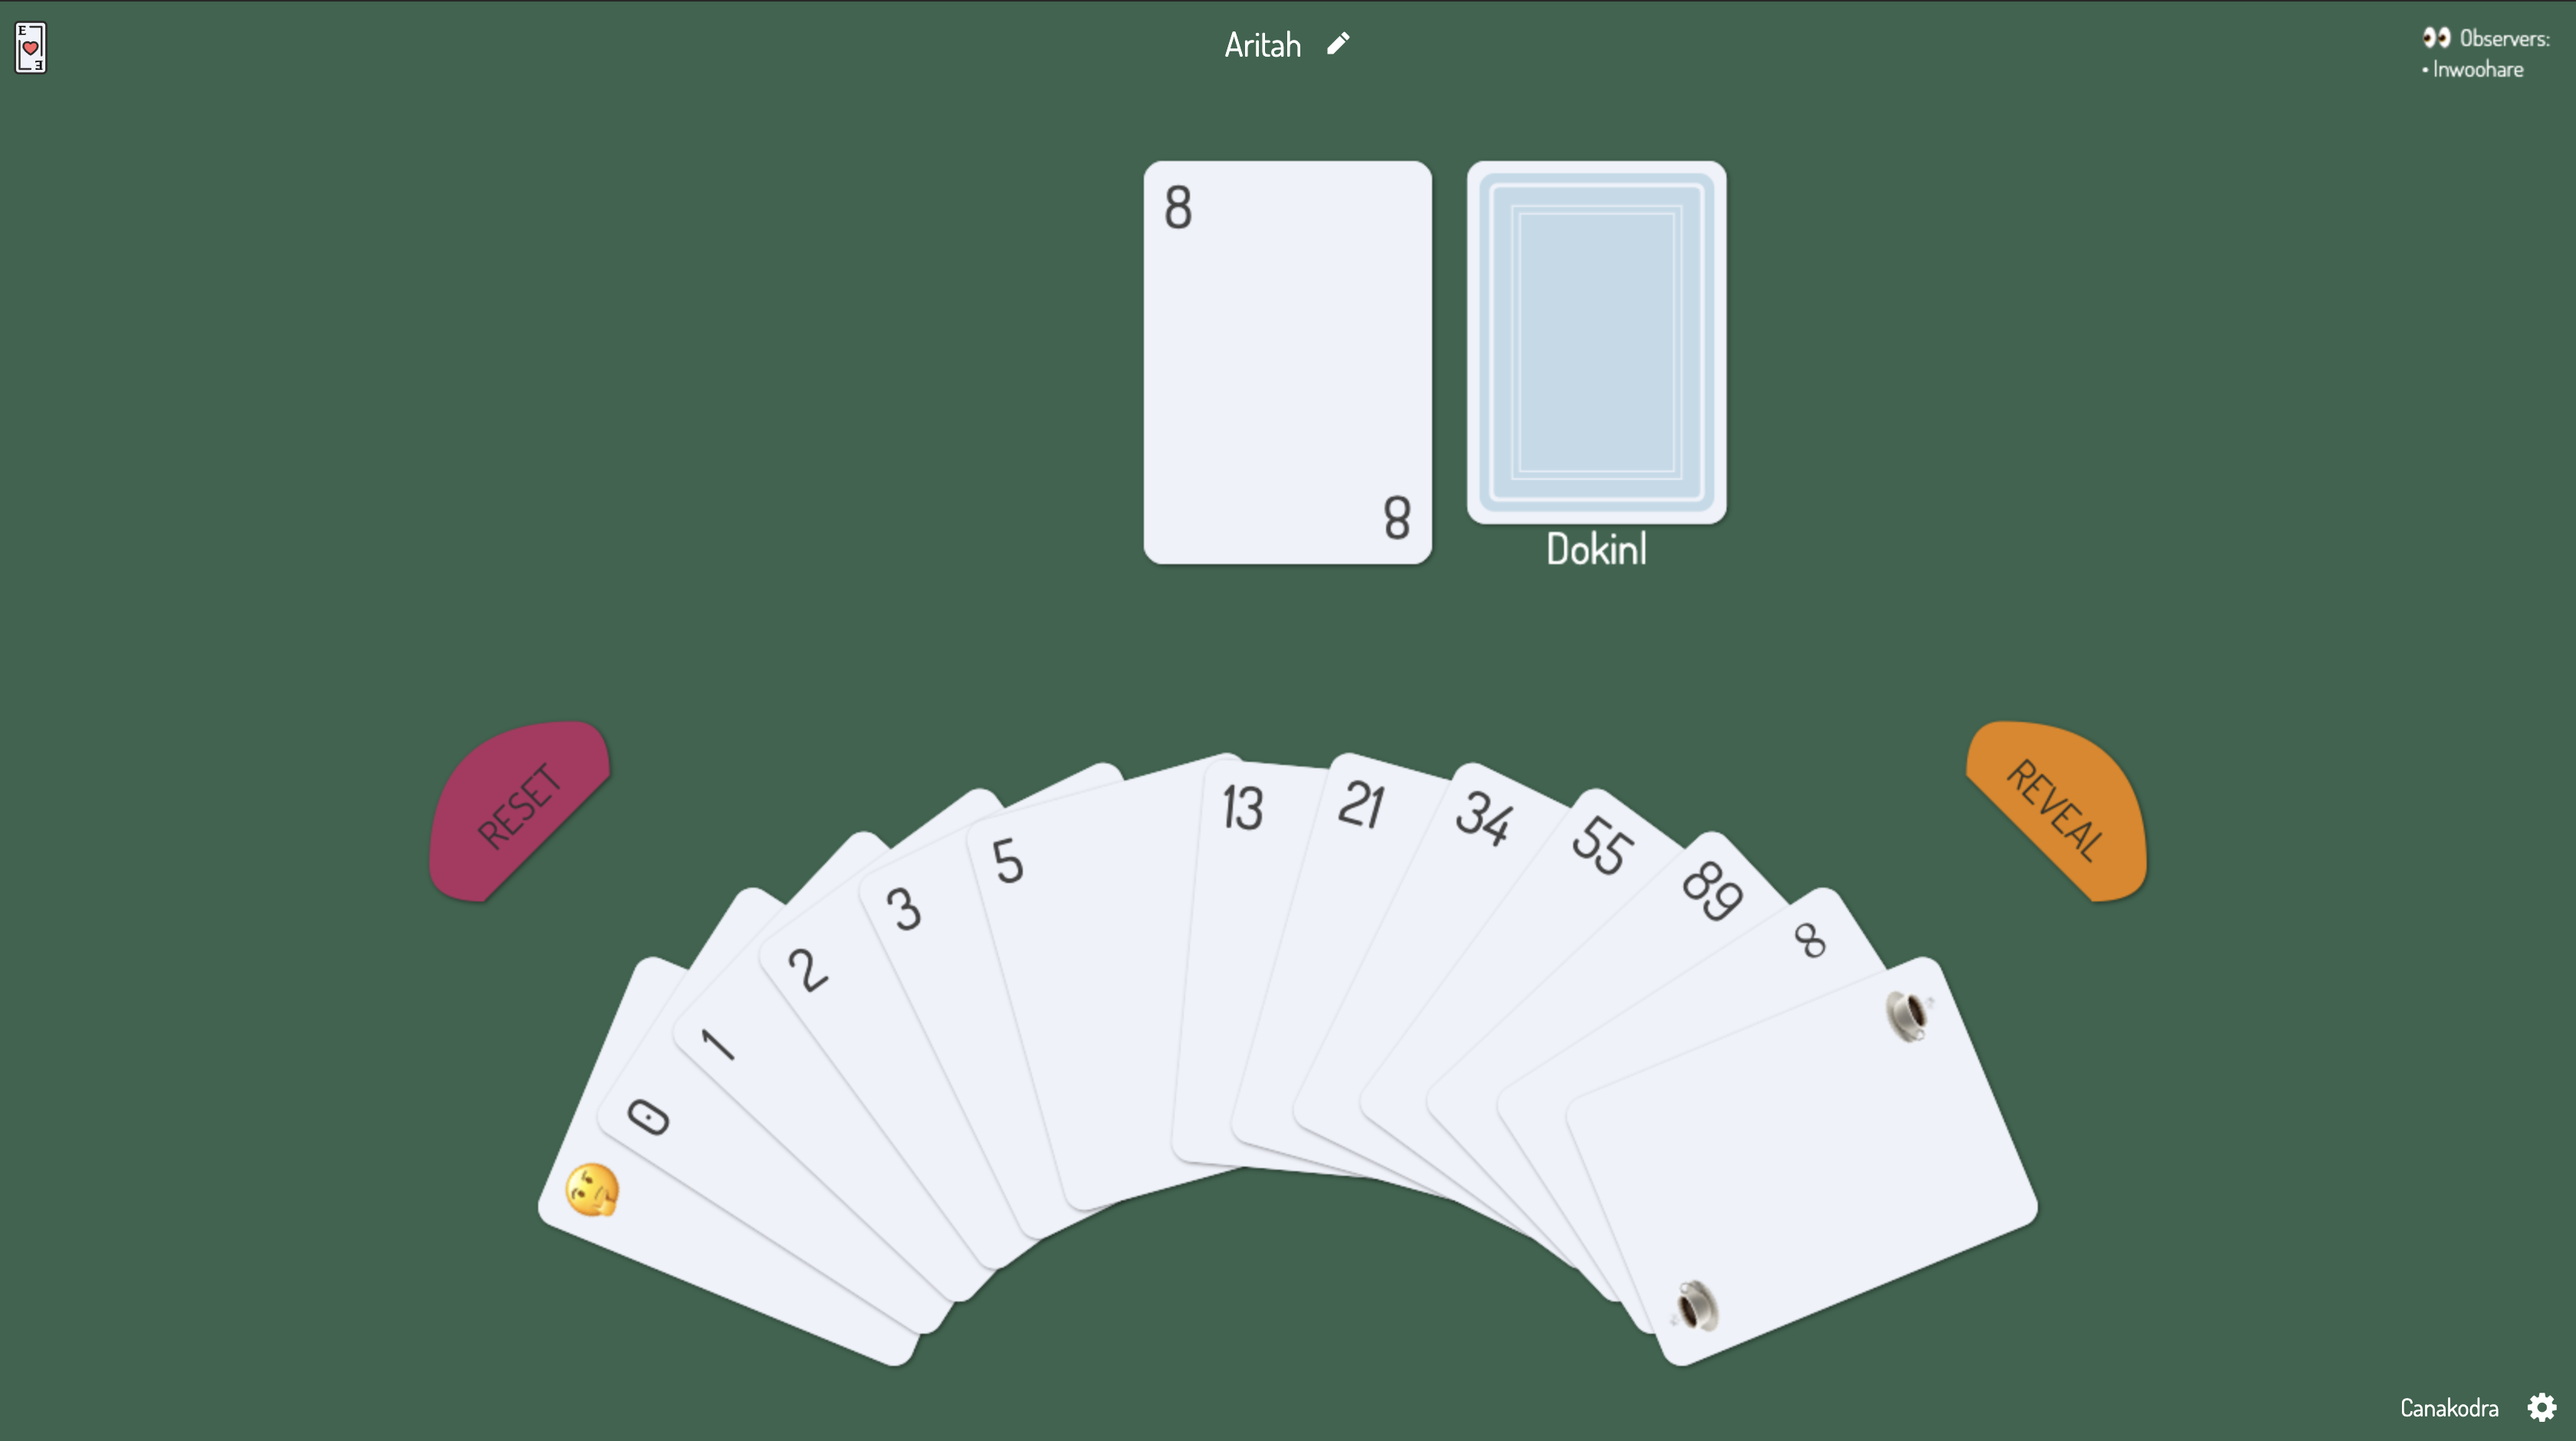 E
E
Aritah
👀 Observers:
• Inwoohare
8
8
Dokinl
RESET
REVEAL
0
1
2
3
5
13
21
34
55
89
∞
Canakodra